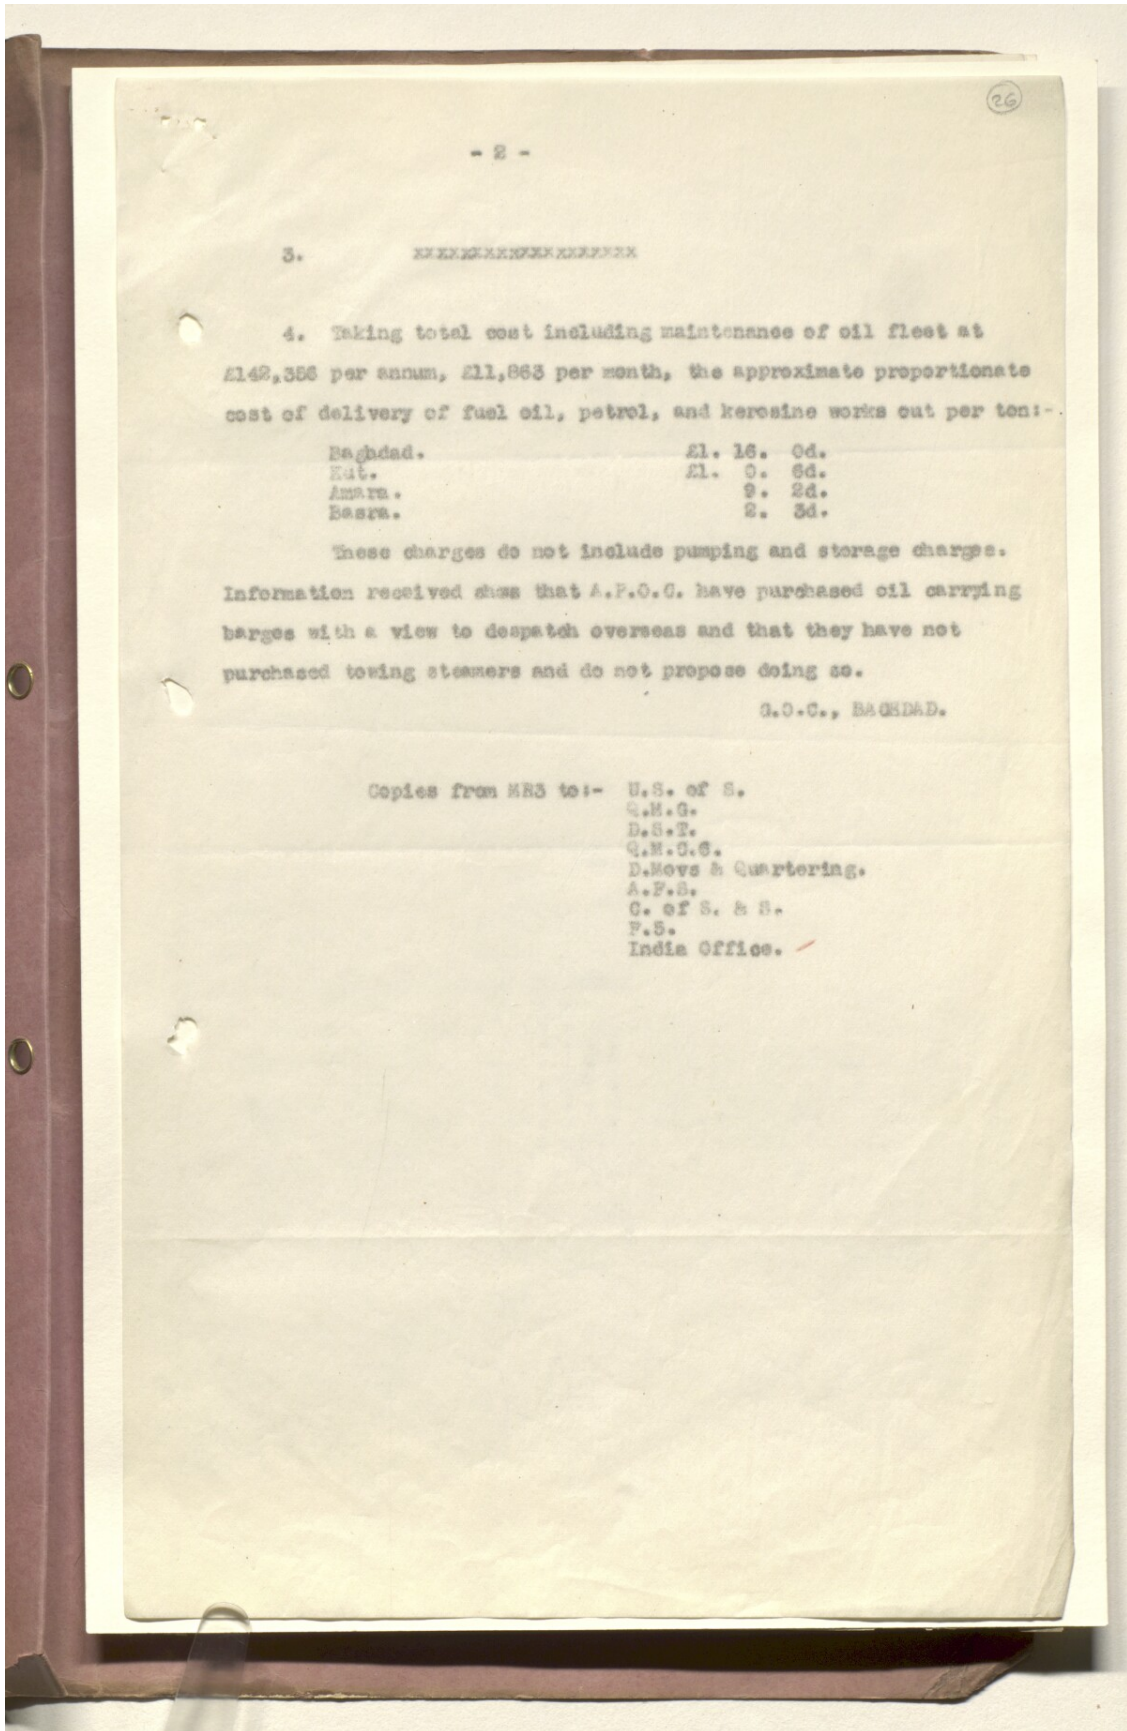 26
- 2 -
3. xxxxxxxxxxxxxxxxxxx
4. Taking total cost including maintenance of oil fleet at
£142,356 per annum, £11,863 per month, the approximate proportionate
cost of delivery of fuel oil, petrol, and kerosine works out per ton:-.
Baghdad. £1. 16. 0d.
Kut. £1. 0. 6d.
Amara. 9. 2d.
Basra. 2. 3d.
These charges do not include pumping and storage charges.
Information received shows that A.P.O.C. have purchased oil carrying
barges with a view to despatch overseas and that they have not
purchased towing steamers and do not propose doing so.
G.O.C., BAGHDAD.
Copies from MR3 to:- U.S. of S.
Q.M.G.
D.S.T.
Q.M.G.6.
D.Movs & Quartering.
A.F.S.
C. of S. & S.
F.5.
India Office.